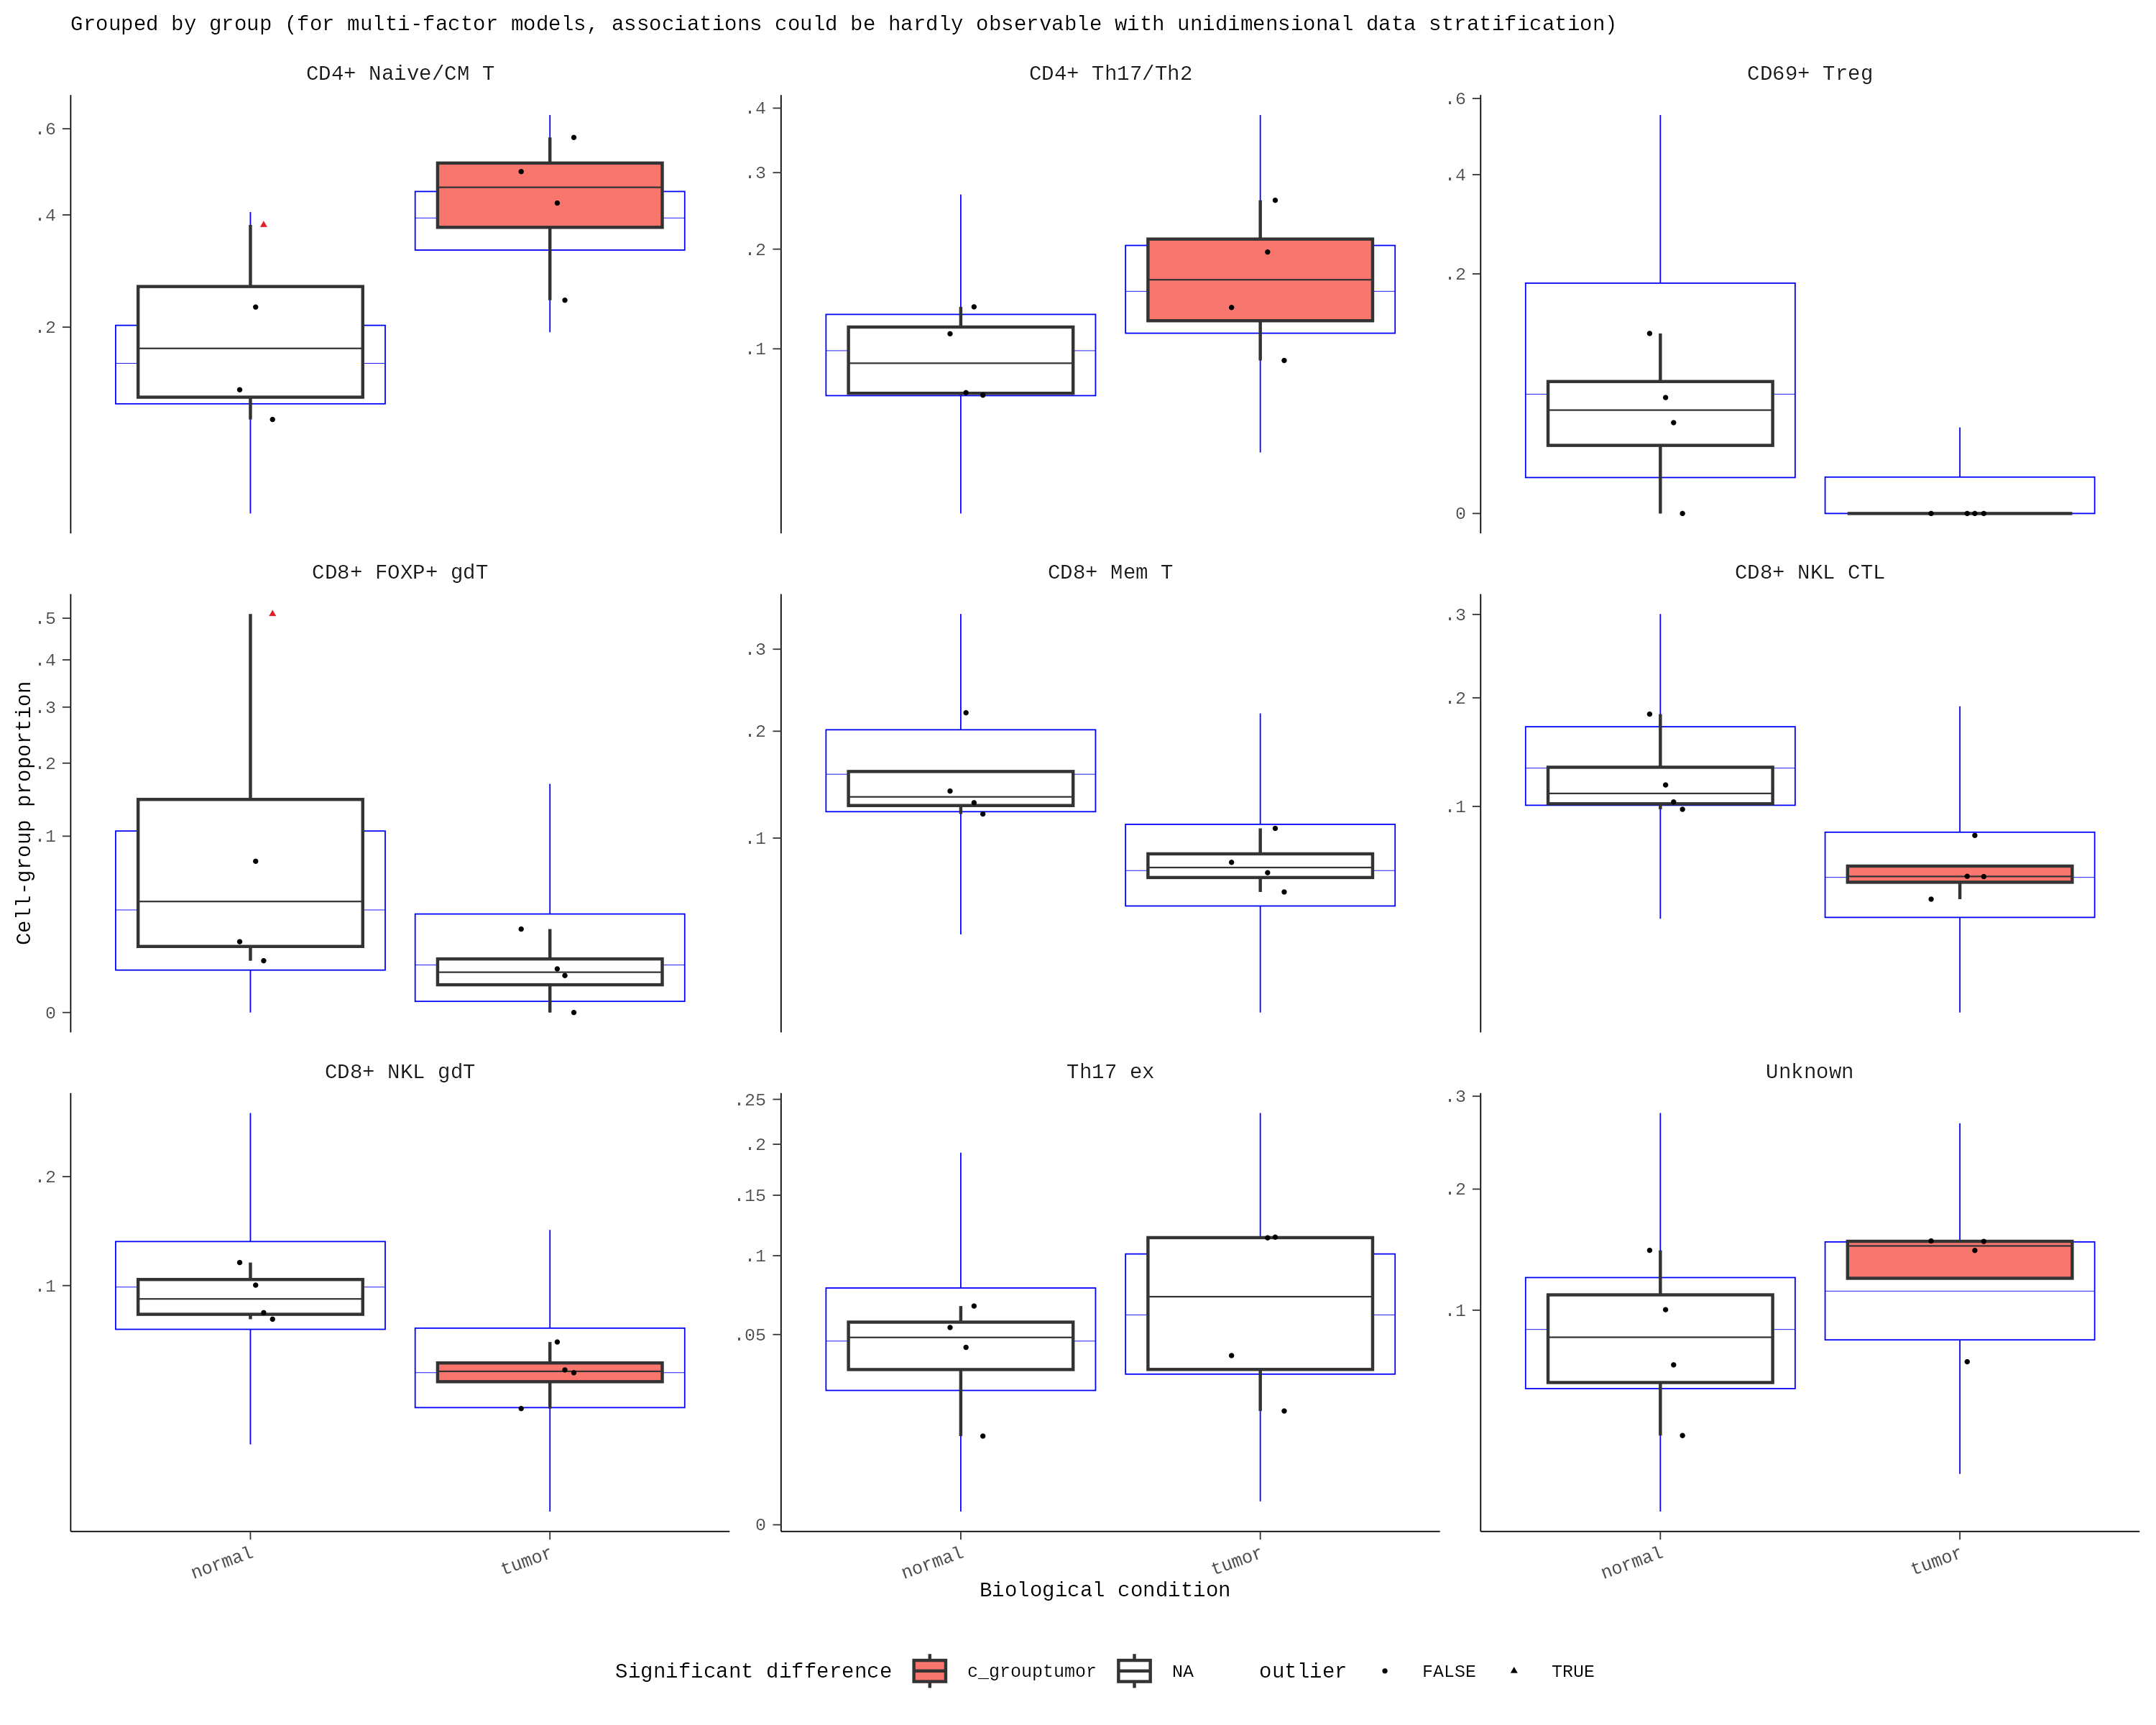 Grouped by group (for multi-factor models, associations could be hardly observable with unidimensional data stratification)
CD4+ Naive/CM T
CD4+ Th17/Th2
CD69+ Treg
.6
.4
.2
.4
.3
.2
.1
.6
.4
.2
0
CD8+ FOXP+ gdT
CD8+ Mem T
CD8+ NKL CTL
.5
.4
.3
.2
.1
0
.3
.2
.1
.3
.2
.1
Cell-group proportion
CD8+ NKL gdT
Th17 ex
Unknown
.2
.1
.25
.2
.15
.1
.05
0
.3
.2
.1
normal
tumor
normal
tumor
normal
tumor
Biological condition
Significant difference c_grouptumor NA outlier FALSE TRUE